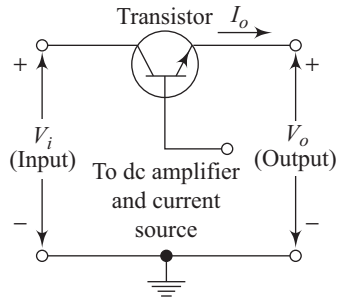 Transistor
I_o
+
+
V_i
(Input)
V_o
(Output)
To dc amplifier
and current
source
−
−